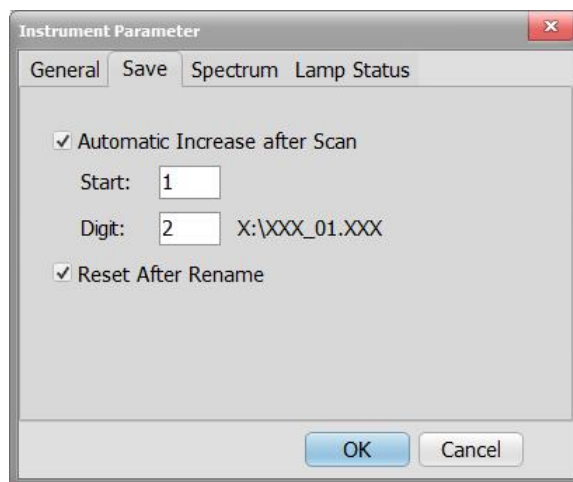 Instrument Parameter
General Save Spectrum Lamp Status
Automatic Increase after Scan
Start: 1
Digit: 2 X:\XXX_01.XXX
Reset After Rename
OK Cancel